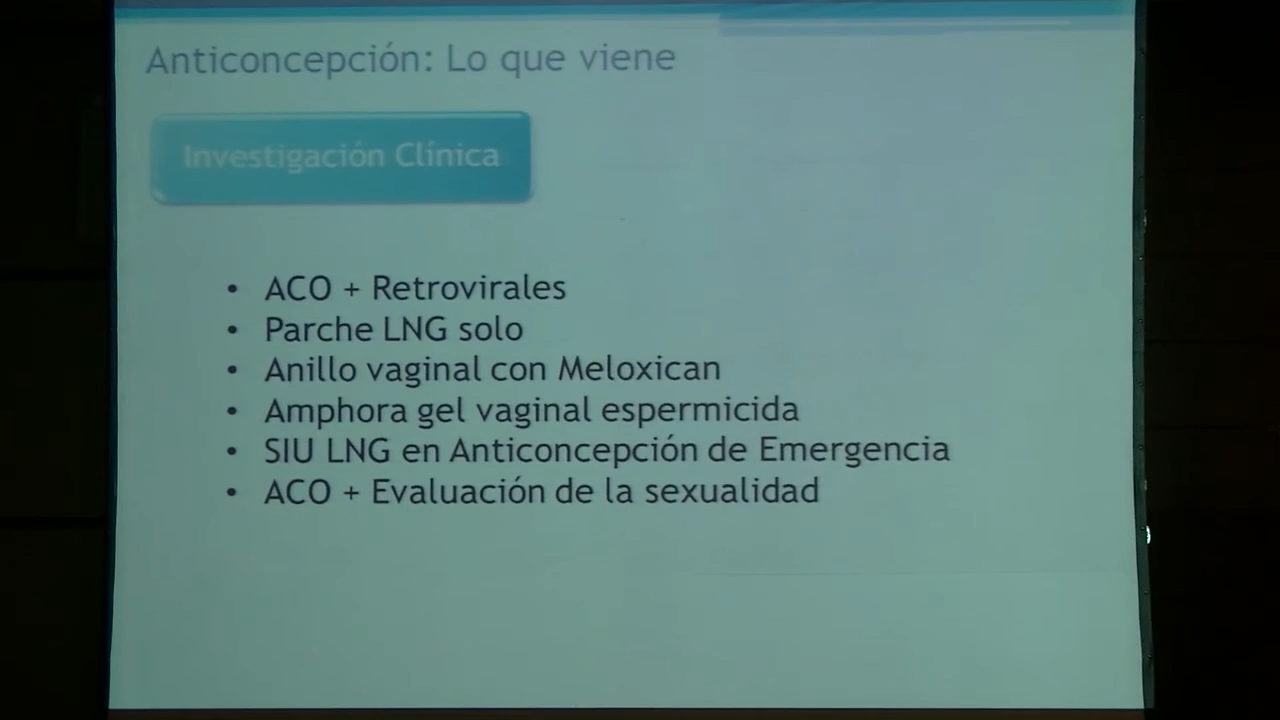 Anticoncepción: Lo que viene
Investigación Clínica
• ACO + Retrovirales
• Parche LNG solo
• Anillo vaginal con Meloxican
• Amphora gel vaginal espermicida
• SIU LNG en Anticoncepción de Emergencia
• ACO + Evaluación de la sexualidad